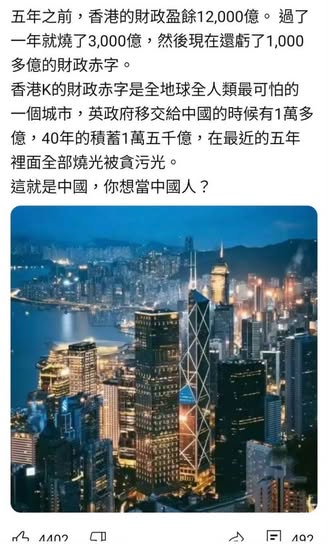 五年之前，香港的財政盈餘12,000億。 過了
一年就燒了3,000億，然後現在還虧了1,000
多億的財政赤字。
香港K的財政赤字是全地球全人類最可怕的
一個城市，英政府移交給中國的時候有1萬多
億，40年的積蓄1萬五千億，在最近的五年
裡面全部燒光被貪污光。
這就是中國，你想當中國人？
4402
492